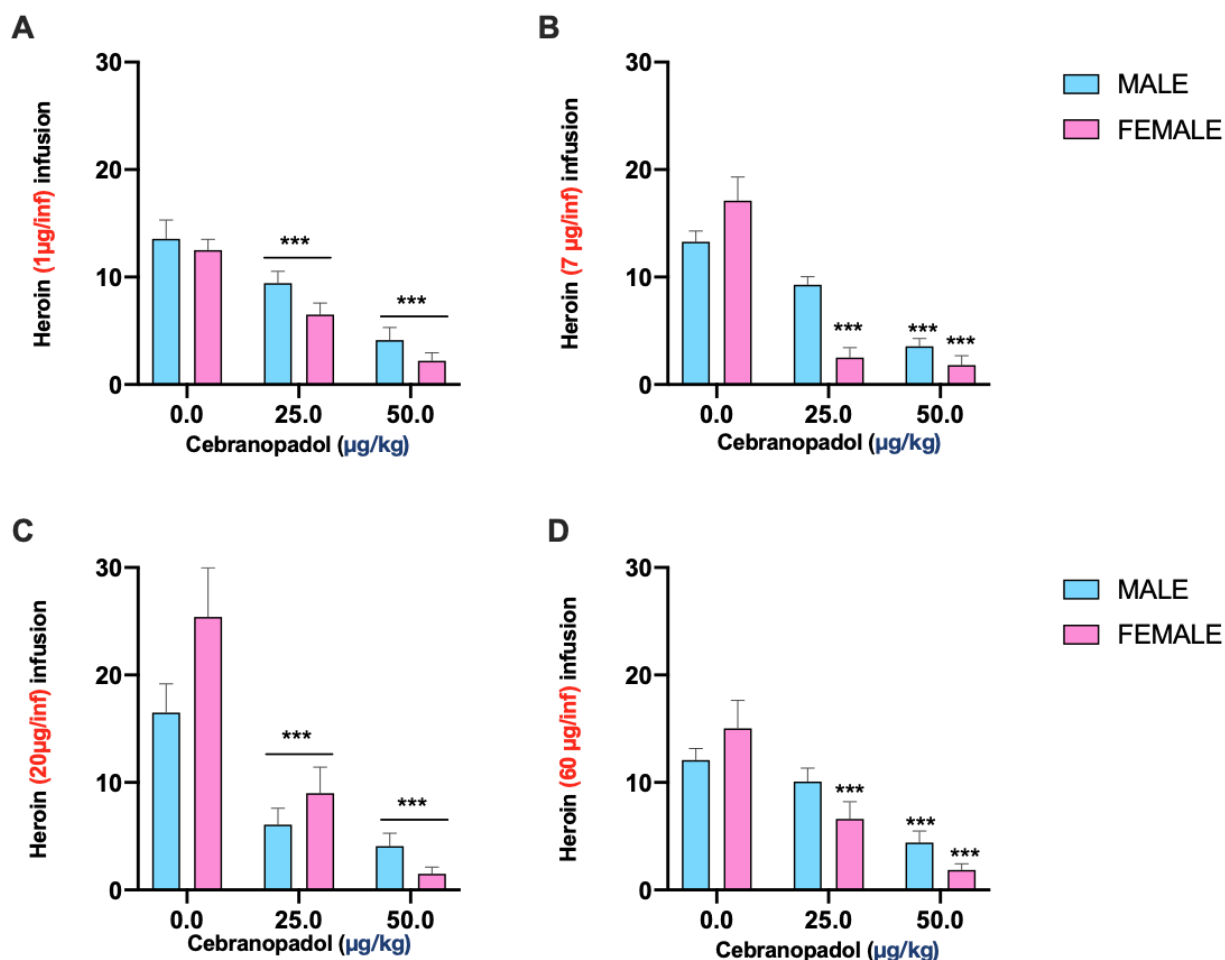 A
30
20
10
0
Heroin (1µg/inf) infusion
***
***
0.0 25.0 50.0
Cebranopadol (µg/kg)
B
30
20
10
0
Heroin (7 µg/inf) infusion
***
***
***
0.0 25.0 50.0
Cebranopadol (µg/kg)
MALE
FEMALE
C
30
20
10
0
Heroin (20µg/inf) infusion
***
***
0.0 25.0 50.0
Cebranopadol (µg/kg)
D
30
20
10
0
Heroin (60 µg/inf) infusion
***
***
***
0.0 25.0 50.0
Cebranopadol (µg/kg)
MALE
FEMALE